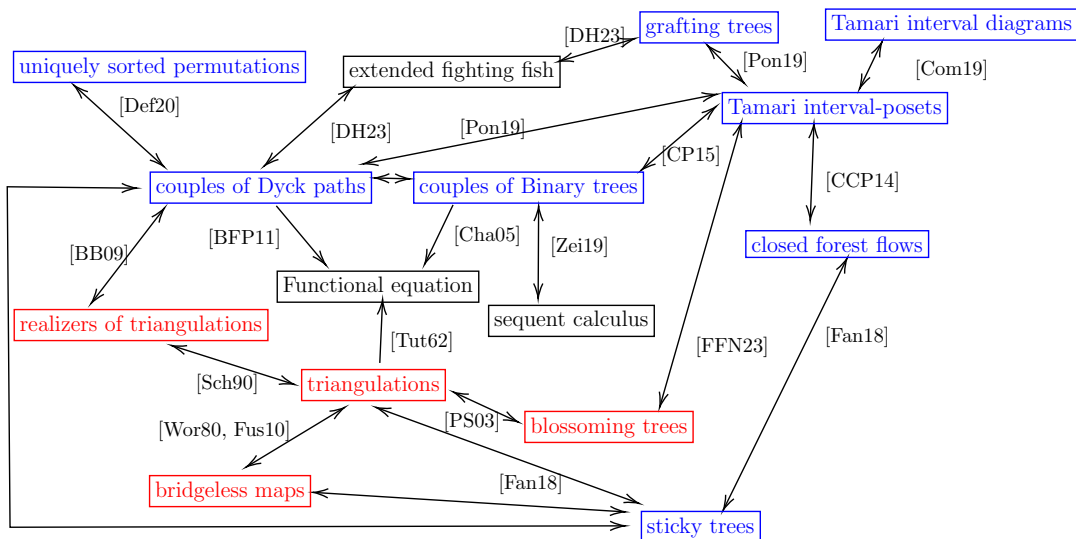 grafting trees
Tamari interval diagrams
[DH23]
uniquely sorted permutations
extended fighting fish
[Pon19]
[Com19]
[Def20]
Tamari interval-posets
[DH23]
[Pon19]
[CP15]
couples of Dyck paths
couples of Binary trees
[CCP14]
[BB09]
[BFP11]
[Cha05]
[Zei19]
closed forest flows
Functional equation
realizers of triangulations
sequent calculus
[Tut62]
[FFN23]
[Fan18]
[Sch90]
triangulations
[PS03]
blossoming trees
[Wor80, Fus10]
bridgeless maps
[Fan18]
sticky trees